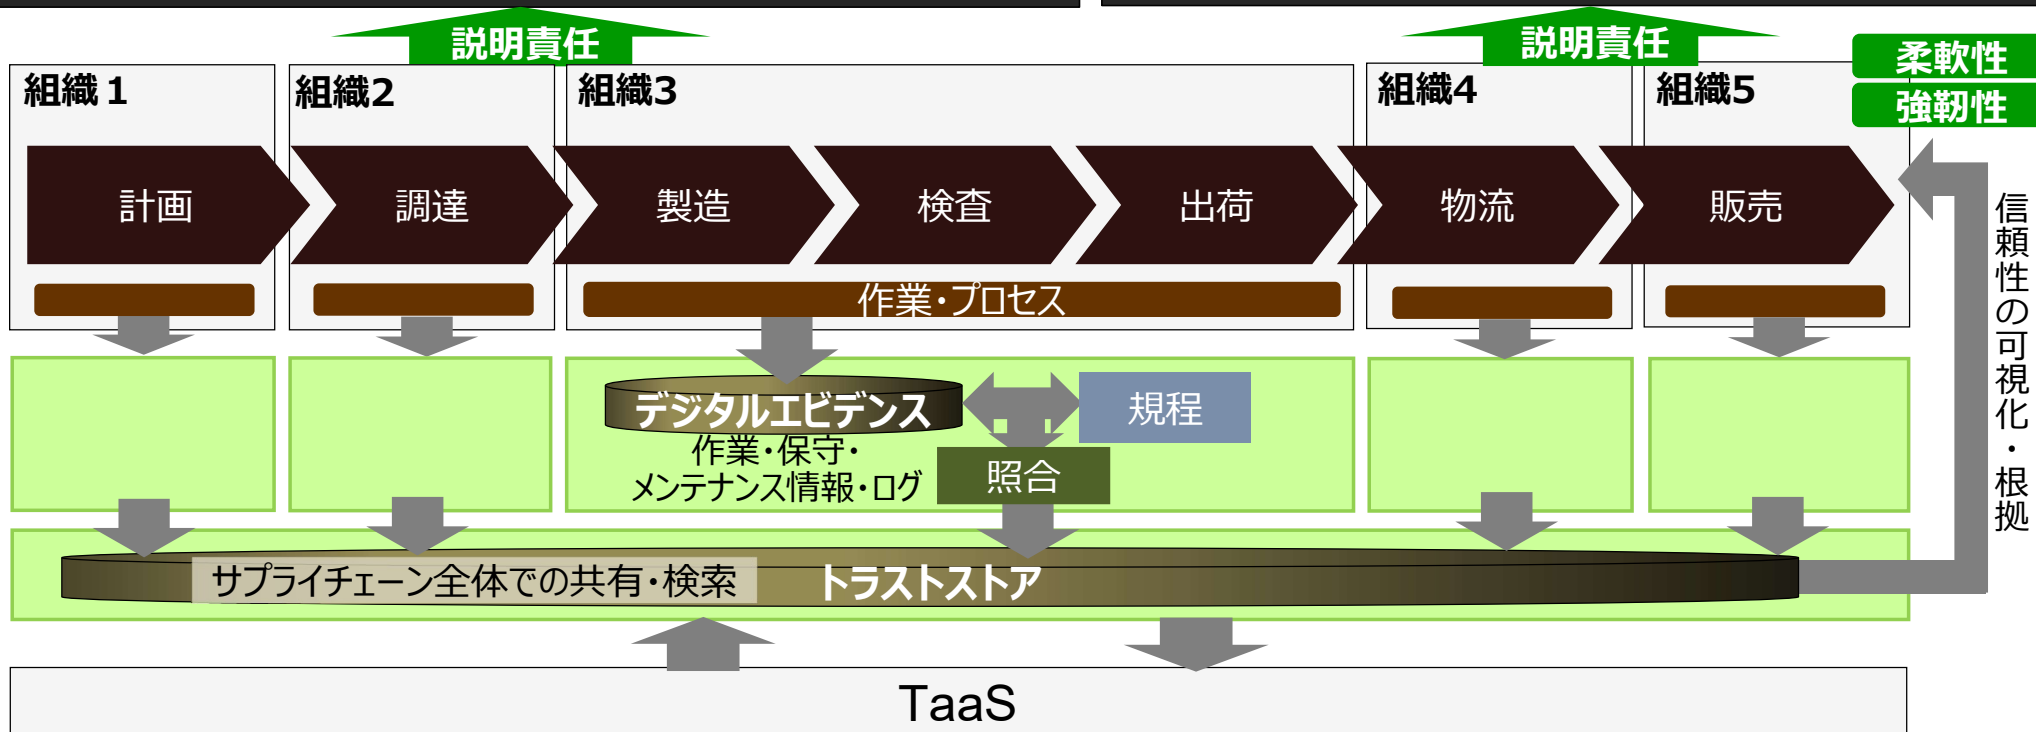 説明責任
説明責任
柔軟性
強靭性
組織1
組織2
組織3
組織4
組織5
計画
調達
製造
検査
出荷
物流
販売
作業・プロセス
信頼性の可視化・根拠
デジタルエビデンス
規程
作業・保守・
メンテナンス情報・ログ
照合
サプライチェーン全体での共有・検索
トラストストア
TaaS